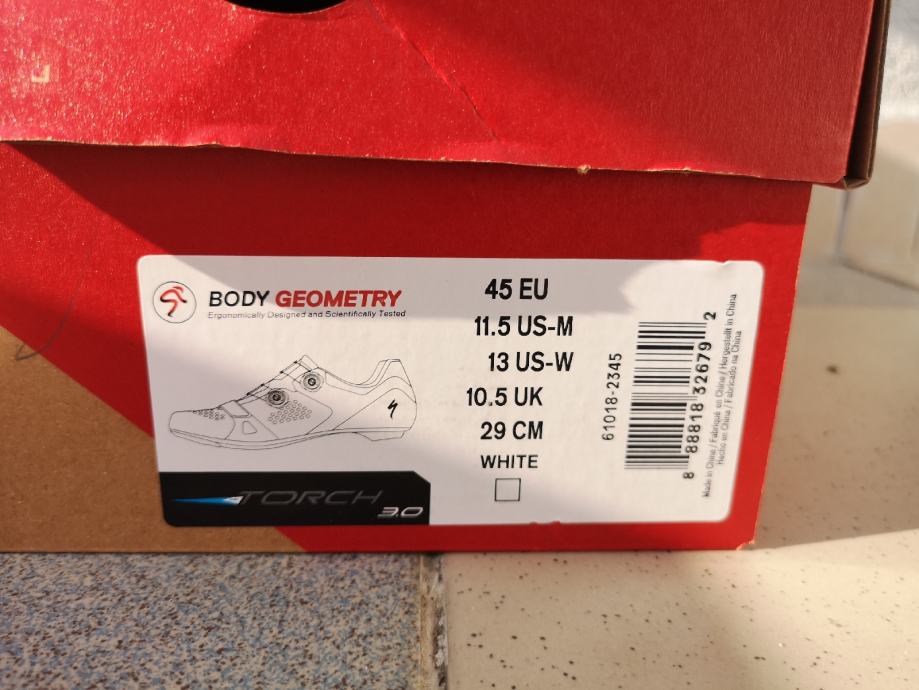 BODY GEOMETRY
Ergonomically Designed and Scientifically Tested
TORCH
3.0
45 EU
11.5 US-M
13 US-W
10.5 UK
29 CM
WHITE
61018-2345
8 88818 32679 2
Made in China / Fabriqué en Chine / Hergestellt in China
Hecho en China / Fabricado na China